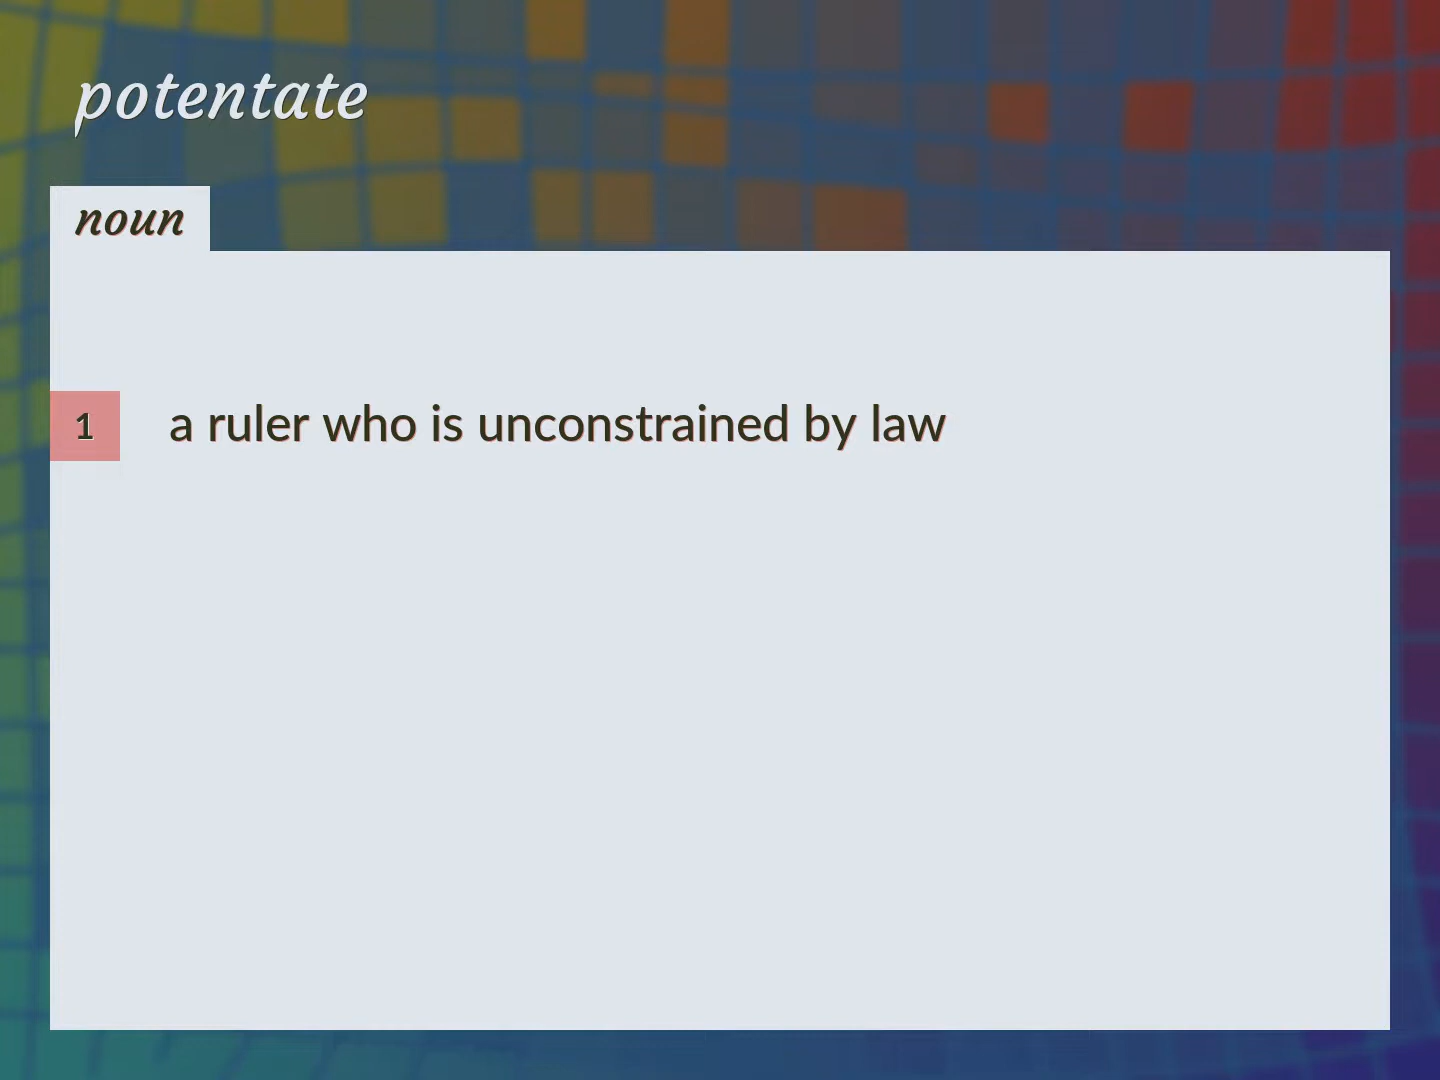 potentate
noun
1 a ruler who is unconstrained by law